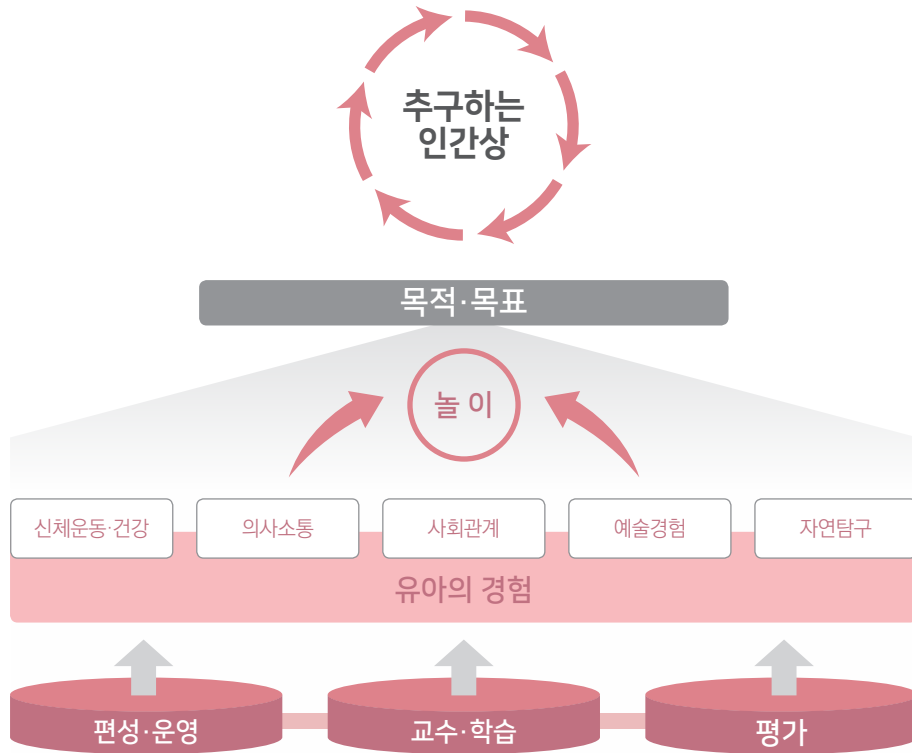 추구하는
인간상
목적·목표
놀 이
신체운동·건강
의사소통
사회관계
예술경험
자연탐구
유아의 경험
편성·운영
교수·학습
평가